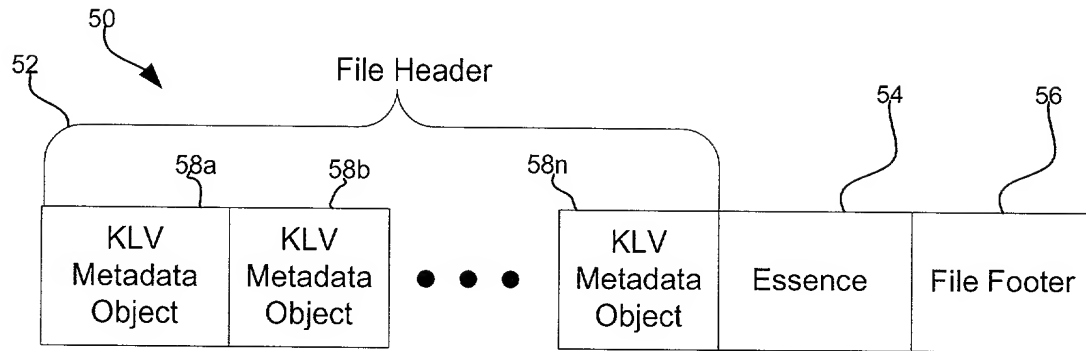 50
52
File Header
54
56
58a
58b
58n
KLV
Metadata
Object
KLV
Metadata
Object
KLV
Metadata
Object
Essence
File Footer